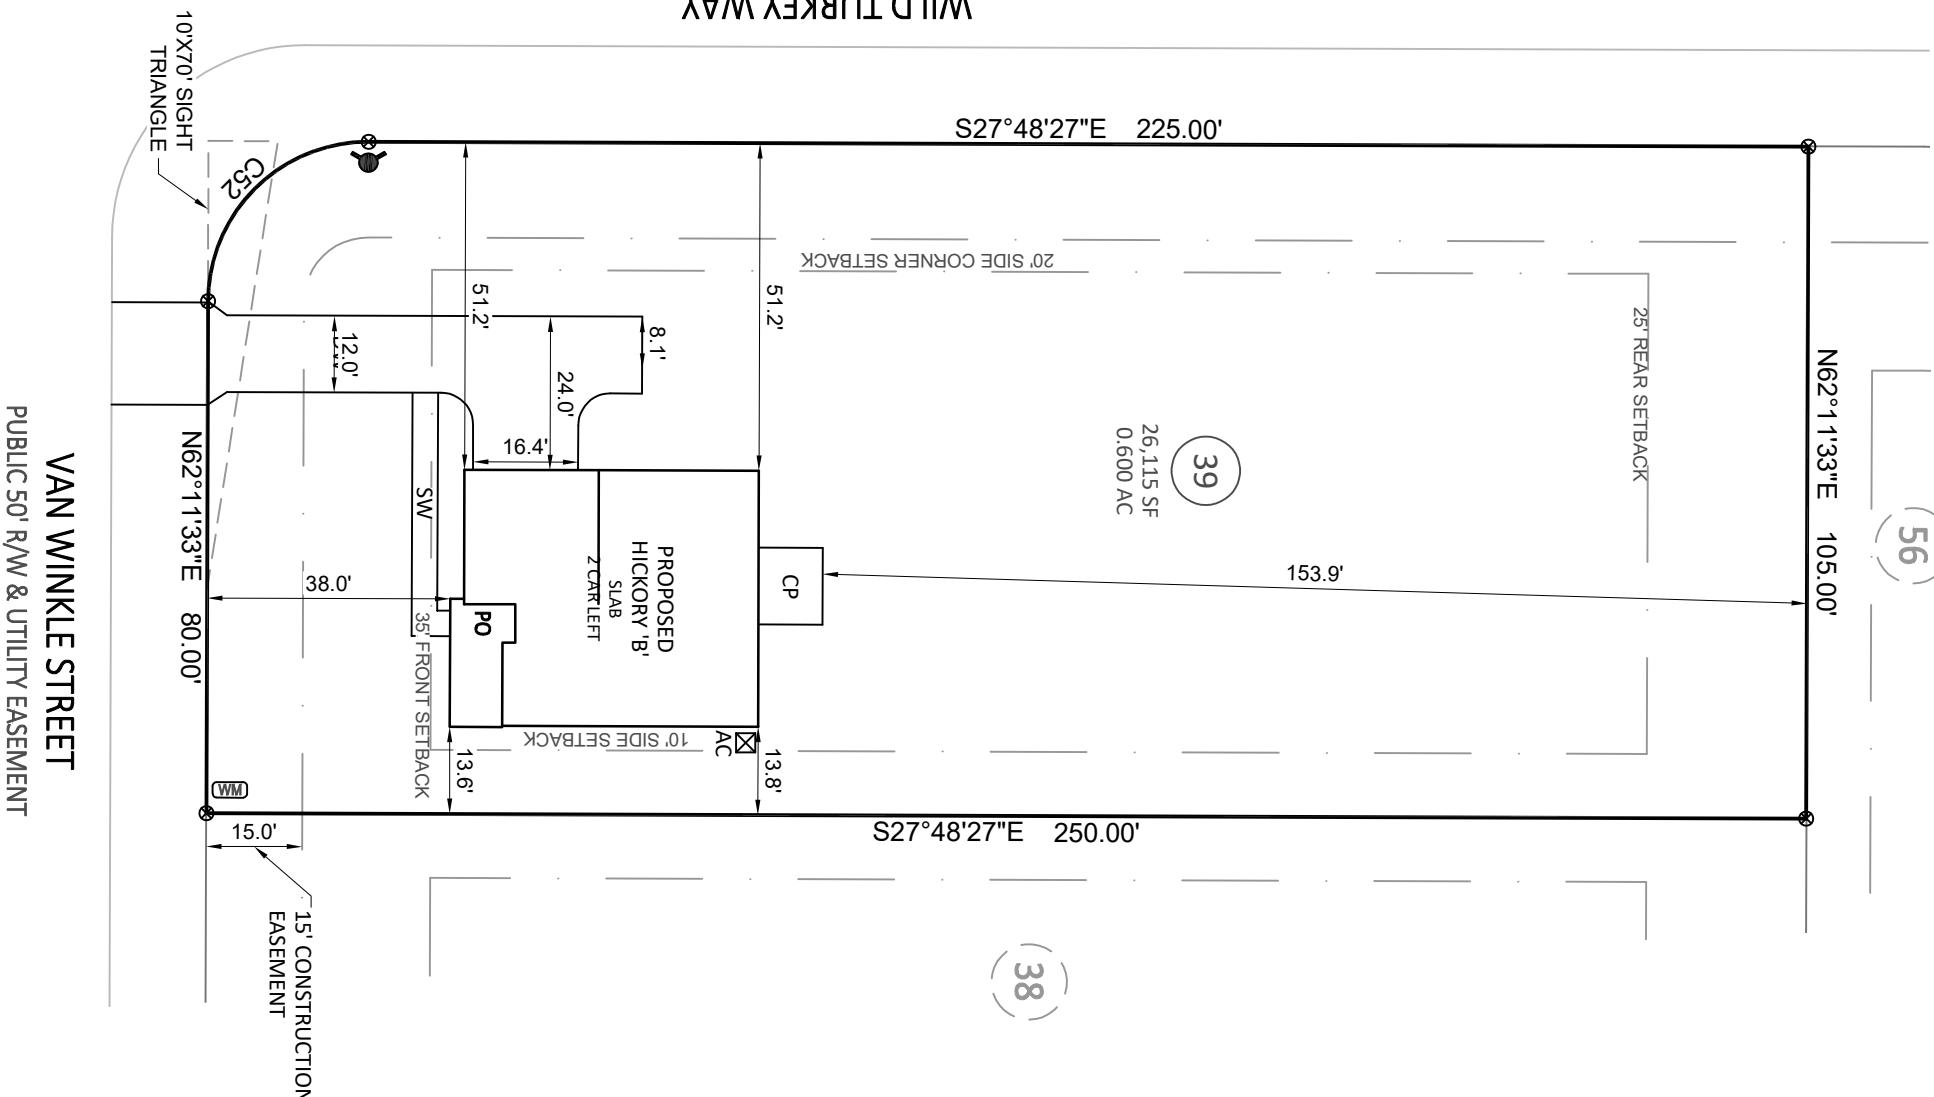 WILD TURKEY WAY
10'X70' SIGHT
TRIANGLE
C52
S27°48'27"E 225.00'
20' SIDE CORNER SETBACK
51.2'
51.2'
8.1'
12.0'
24.0'
16.4'
25' REAR SETBACK
N62°11'33"E 105.00'
56
39
26,115 SF
0.6000 AC
153.9'
CP
PROPOSED
HICKORY 'B'
SLAB
2 CAR LEFT
PO
SW
38.0'
35' FRONT SETBACK
10' SIDE SETBACK
AC
13.6'
13.8'
N62°11'33"E 80.00'
WM
S27°48'27"E 250.00'
15.0'
15' CONSTRUCTION
EASEMENT
38
VAN WINKLE STREET
PUBLIC 50' R/W & UTILITY EASEMENT